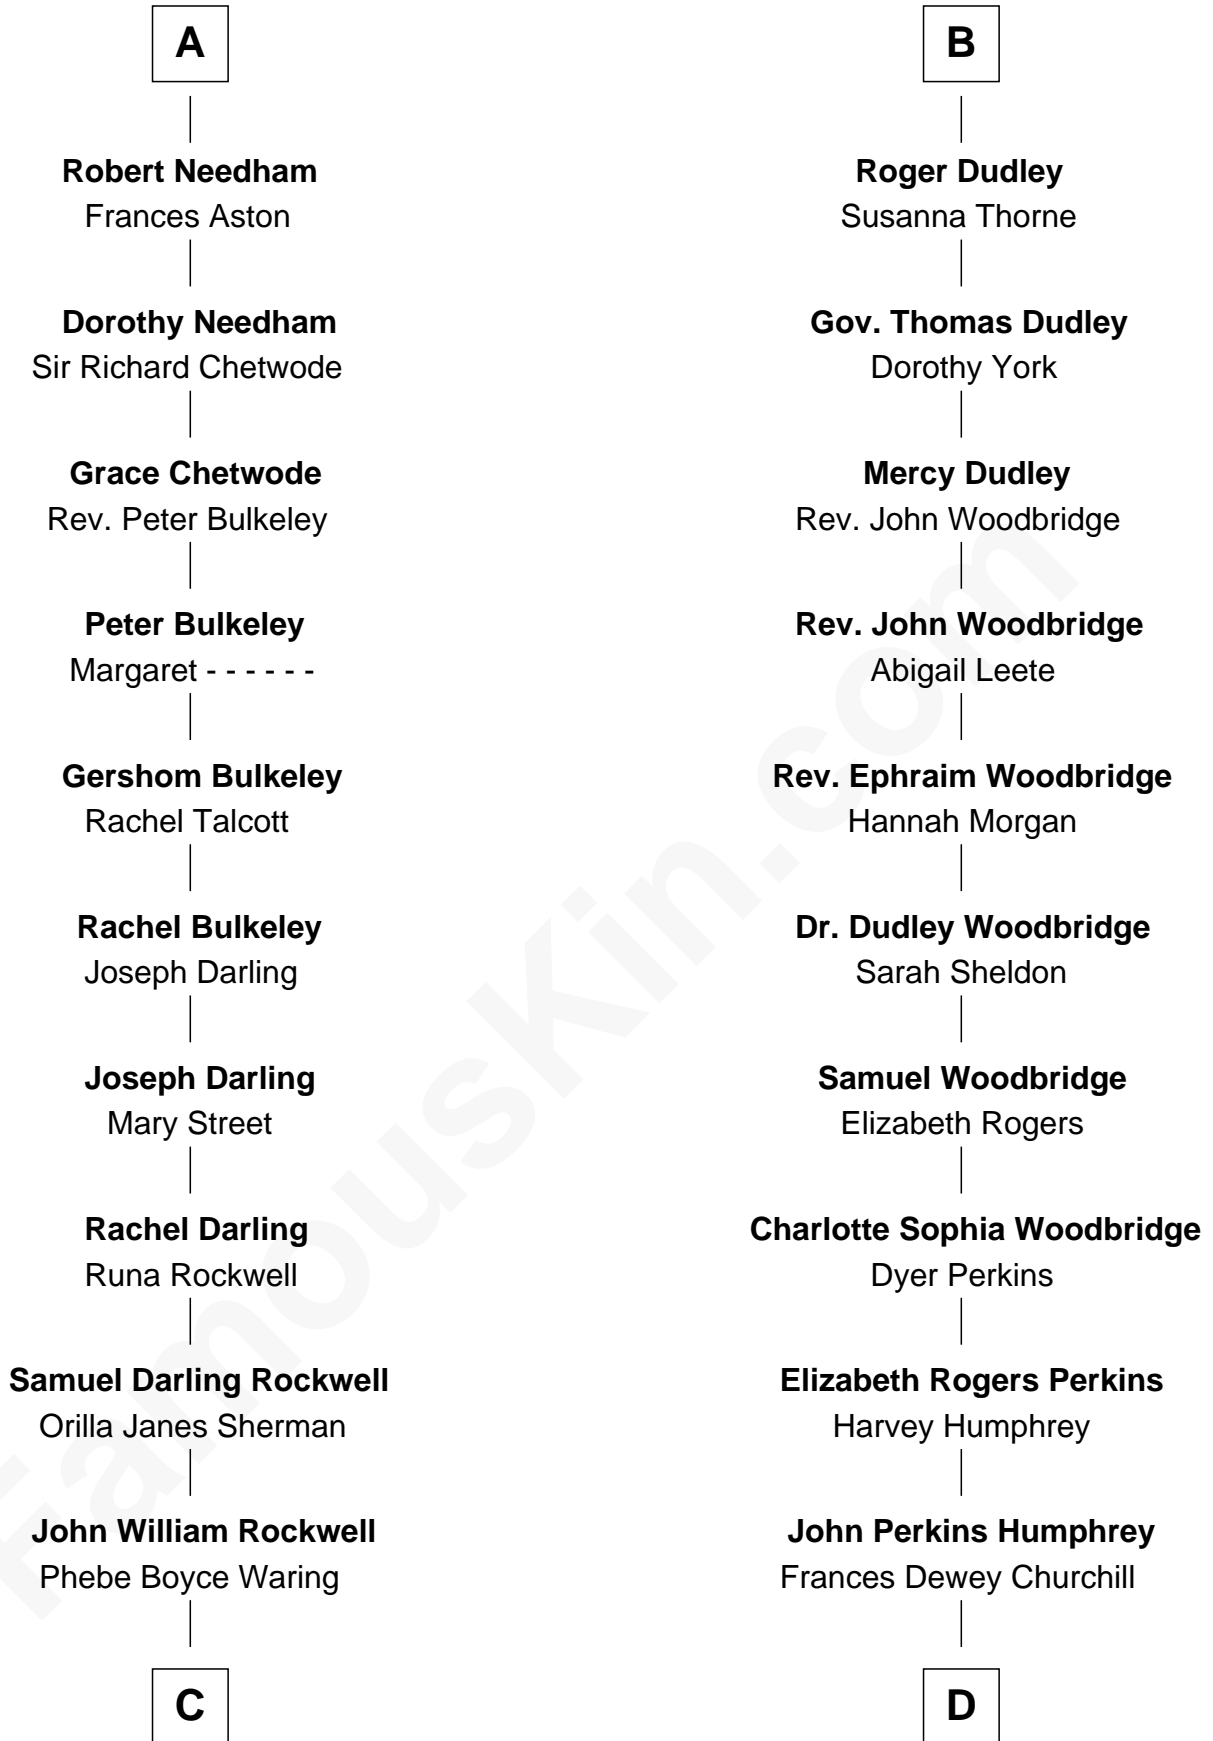 A
Robert Needham
Frances Aston
Dorothy Needham
Sir Richard Chetwode
Grace Chetwode
Rev. Peter Bulkeley
Peter Bulkeley
Margaret - - - - - -
Gershom Bulkeley
Rachel Talcott
Rachel Bulkeley
Joseph Darling
Joseph Darling
Mary Street
Rachel Darling
Runa Rockwell
Samuel Darling Rockwell
Orilla Janes Sherman
John William Rockwell
Phebe Boyce Waring
C
B
Roger Dudley
Susanna Thorne
Gov. Thomas Dudley
Dorothy York
Mercy Dudley
Rev. John Woodbridge
Rev. John Woodbridge
Abigail Leete
Rev. Ephraim Woodbridge
Hannah Morgan
Dr. Dudley Woodbridge
Sarah Sheldon
Samuel Woodbridge
Elizabeth Rogers
Charlotte Sophia Woodbridge
Dyer Perkins
Elizabeth Rogers Perkins
Harvey Humphrey
John Perkins Humphrey
Frances Dewey Churchill
D
FamousKin.com